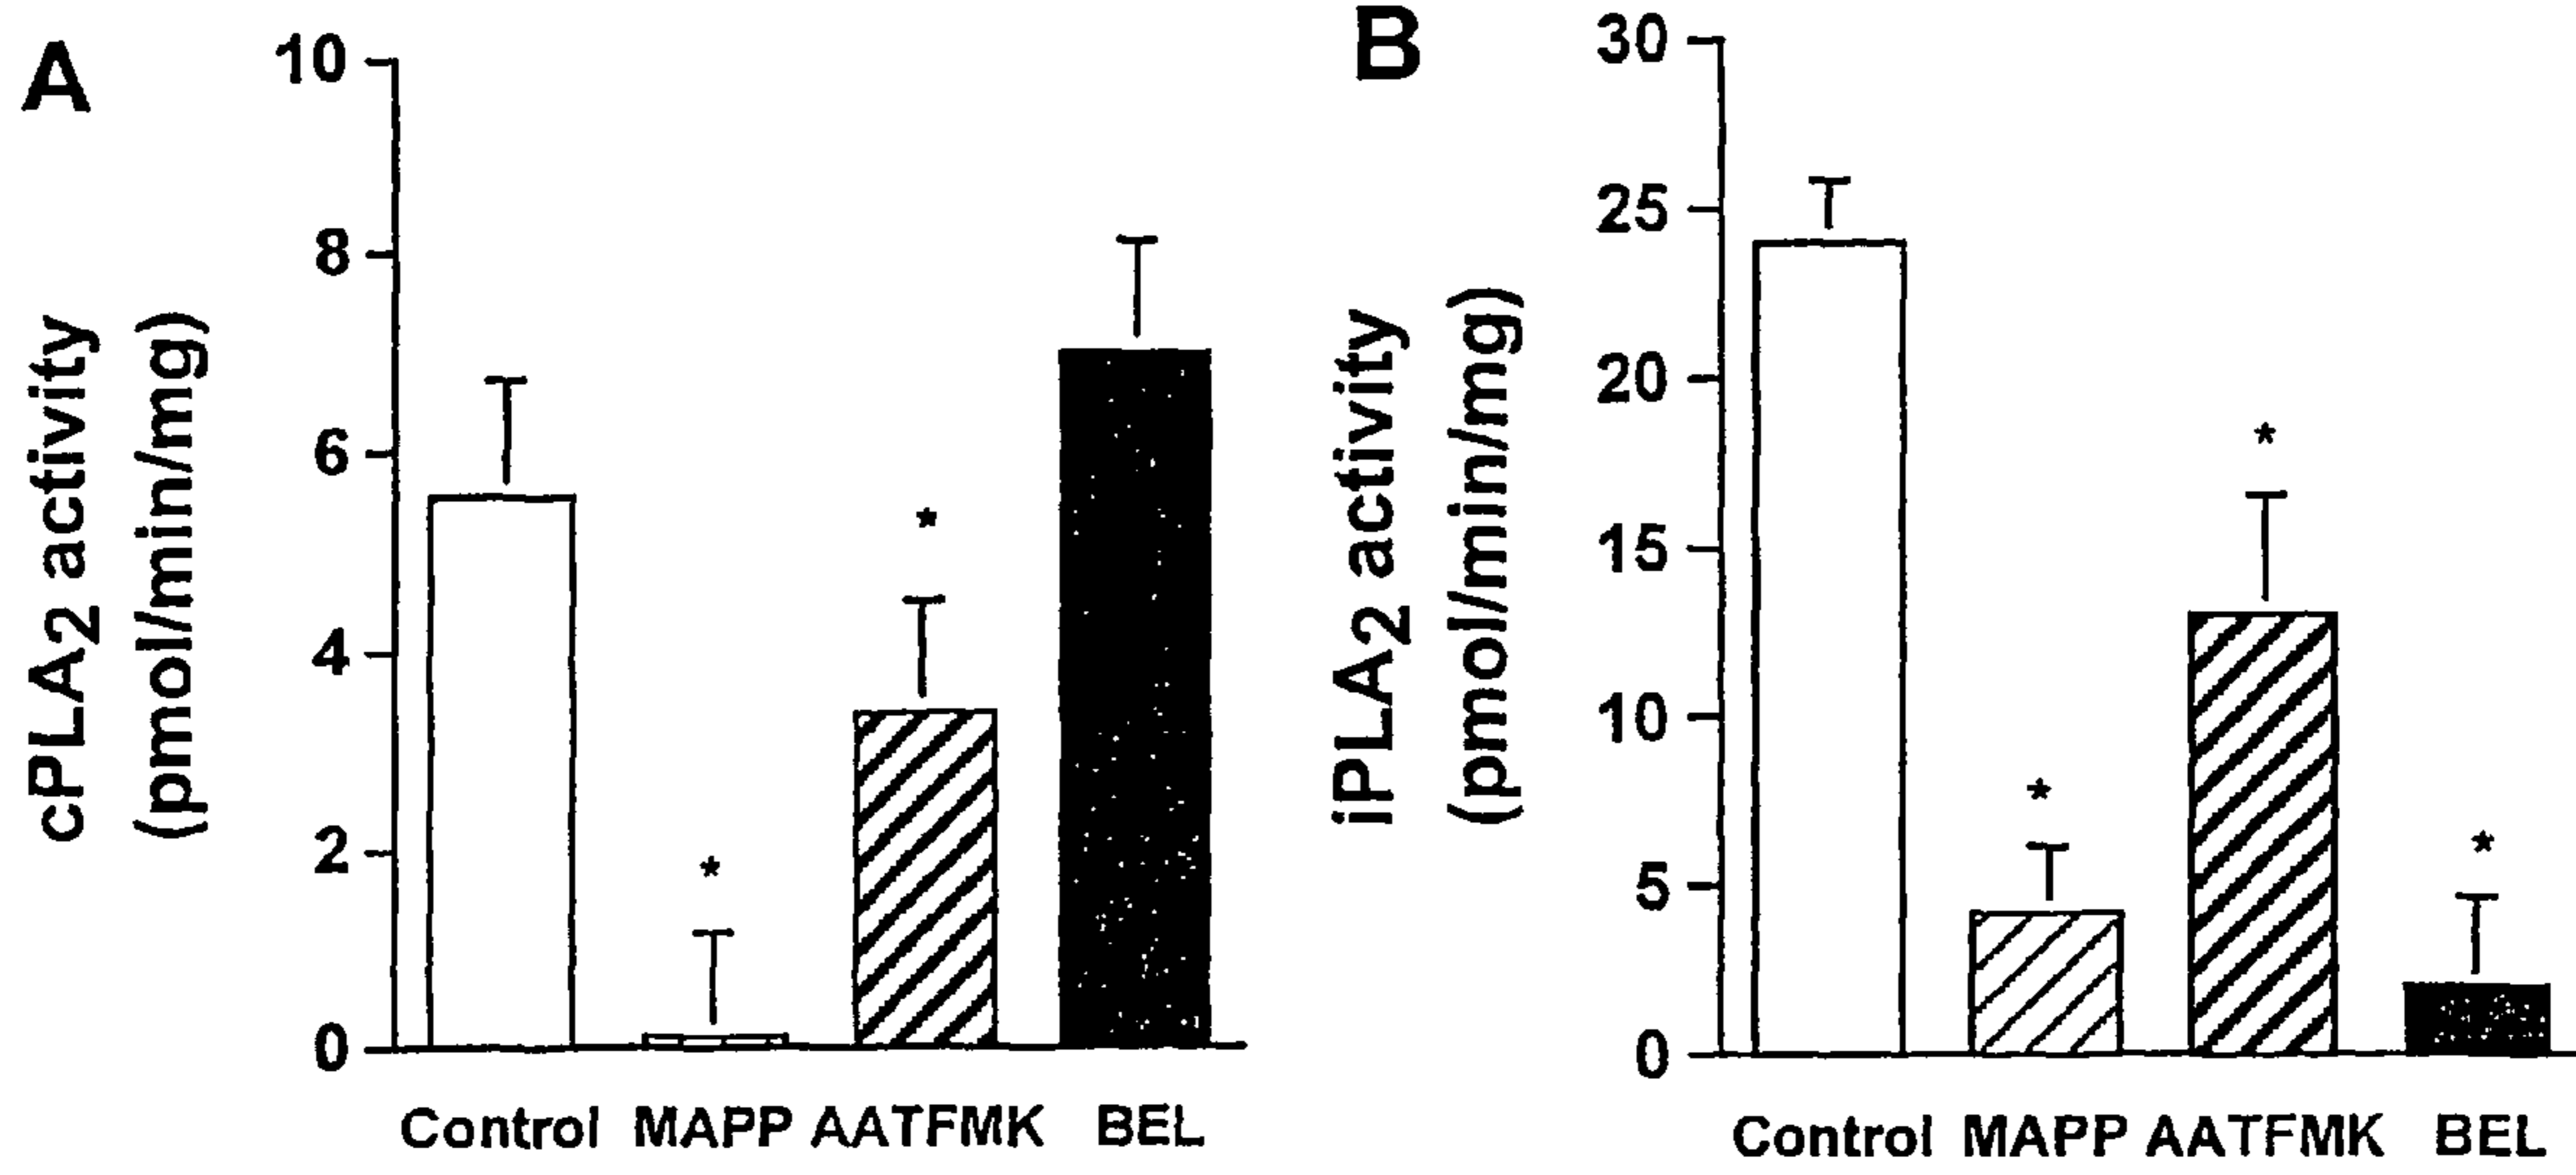 A
cPLA2 activity
(pmol/min/mg)
10
8
6
4
2
0
*
*
Control MAPP AATFMK BEL
B
iPLA2 activity
(pmol/min/mg)
30
25
20
15
10
5
0
*
*
*
Control MAPP AATFMK BEL